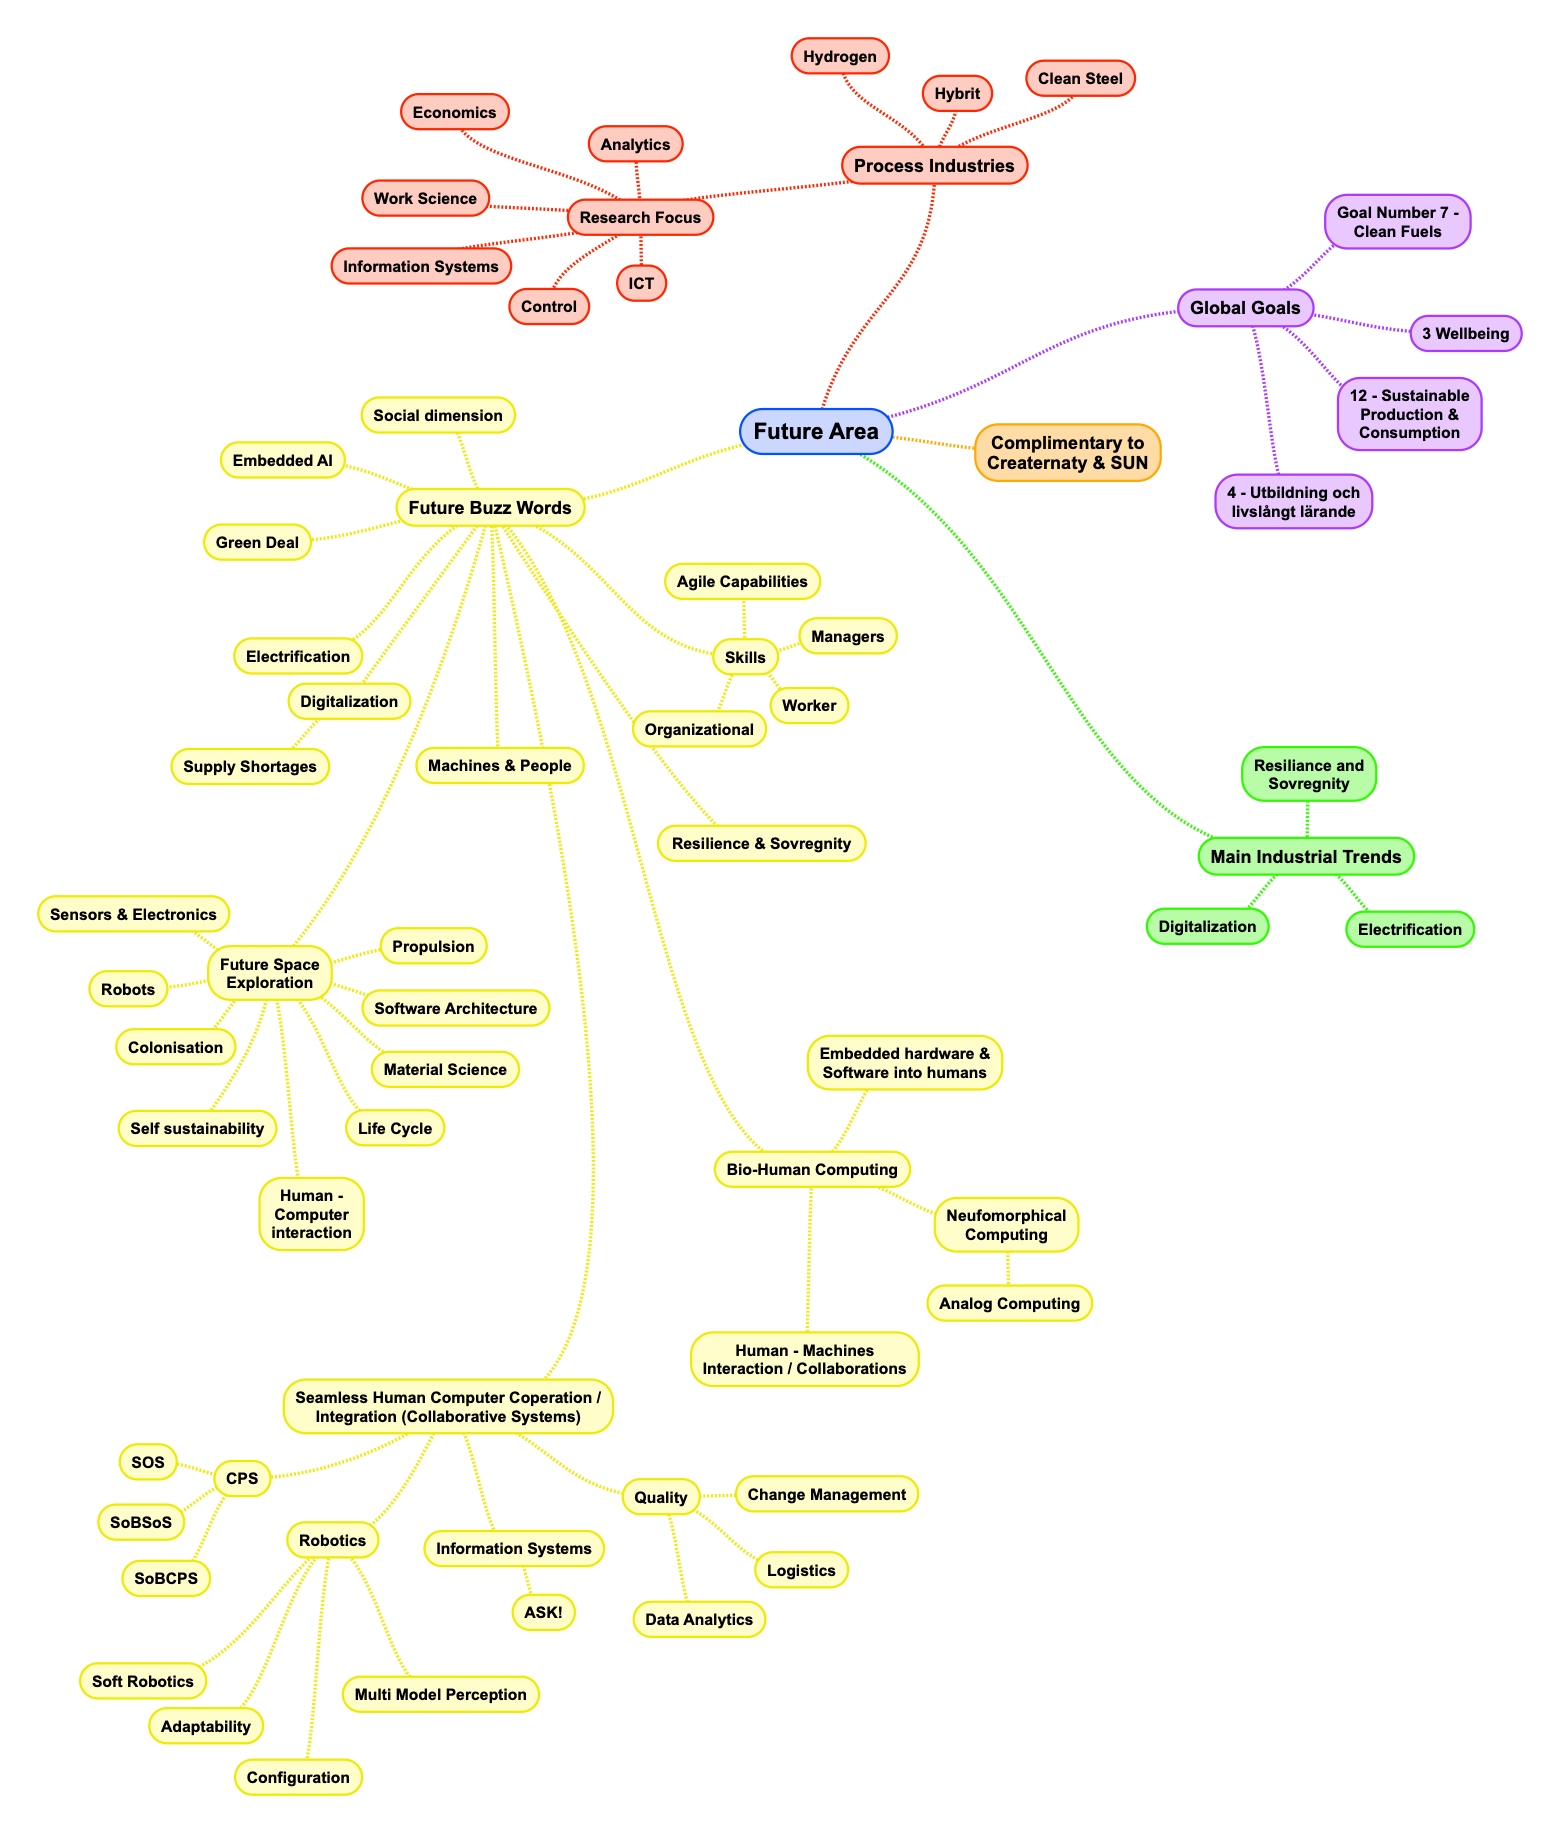 Hydrogen
Hybrit
Clean Steel
Economics
Analytics
Process Industries
Work Science
Research Focus
Information Systems
ICT
Control
Goal Number 7 -
Clean Fuels
Global Goals
3 Wellbeing
12 - Sustainable
Production &
Consumption
4 - Utbildning och
livslångt lärande
Future Area
Complimentary to
Creaternaty & SUN
Social dimension
Embedded AI
Future Buzz Words
Green Deal
Agile Capabilities
Managers
Electrification
Skills
Digitalization
Worker
Organizational
Supply Shortages
Machines & People
Resilience & Sovregnity
Resiliance and
Sovregnity
Main Industrial Trends
Digitalization
Electrification
Sensors & Electronics
Propulsion
Future Space
Exploration
Robots
Software Architecture
Colonisation
Material Science
Self sustainability
Life Cycle
Human -
Computer
interaction
Embedded hardware &
Software into humans
Bio-Human Computing
Neufomorphical
Computing
Analog Computing
Human - Machines
Interaction / Collaborations
Seamless Human Computer Coperation /
Integration (Collaborative Systems)
SOS
CPS
SoBSoS
SoBCPS
Quality
Change Management
Robotics
Information Systems
Logistics
ASK!
Data Analytics
Soft Robotics
Multi Model Perception
Adaptability
Configuration